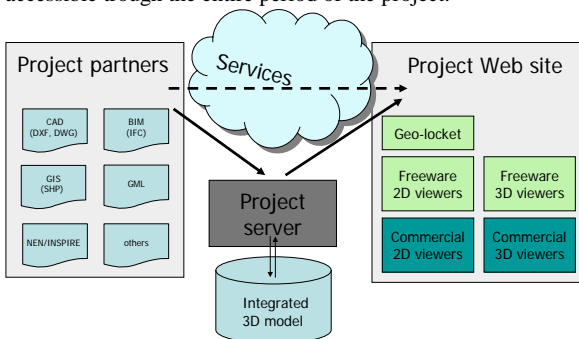 accessible trough the entire period of the project.
Project partners
Services
Project Web site
CAD
(DXF, DWG)
BIM
(IFC)
GIS
(SHP)
GML
NEN/INSPIRE
others
Project
server
Integrated
3D model
Geo-locket
Freeware
2D viewers
Freeware
3D viewers
Commercial
2D viewers
Commercial
3D viewers